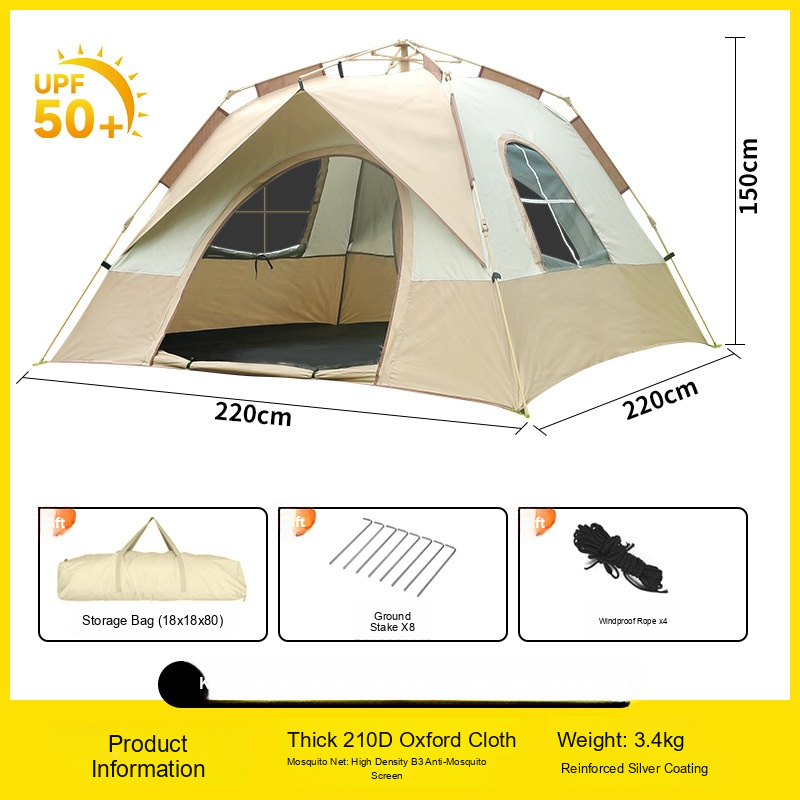 UPF
50+
150cm
220cm
220cm
Storage Bag (18x18x80)
Ground
Stake X8
Windproof Rope x4
Product
Information
Thick 210D Oxford Cloth
Mosquito Net: High Density B3 Anti-Mosquito
Screen
Weight: 3.4kg
Reinforced Silver Coating